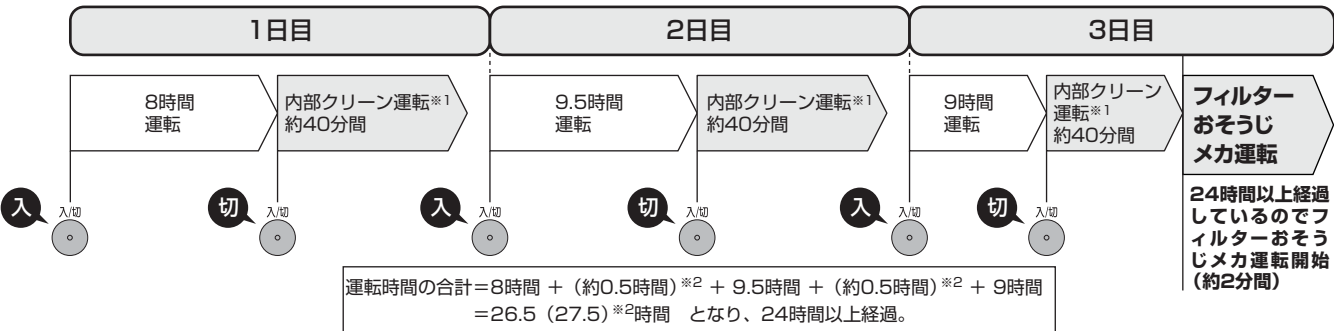 1日目
2日目
3日目
8時間
運転
内部クリーン運転※1
約40分間
9.5時間
運転
内部クリーン運転※1
約40分間
9時間
運転
内部クリーン
運転※1
約40分間
フィルター
おそうじ
メカ運転
入
入/切
切
入/切
入
入/切
切
入/切
入
入/切
切
入/切
24時間以上経過
しているのでフ
ィルターおそう
じメカ運転開始
(約2分間)
運転時間の合計=8時間 + (約0.5時間)※2 + 9.5時間 + (約0.5時間)※2 + 9時間
=26.5 (27.5)※2時間 となり、24時間以上経過。